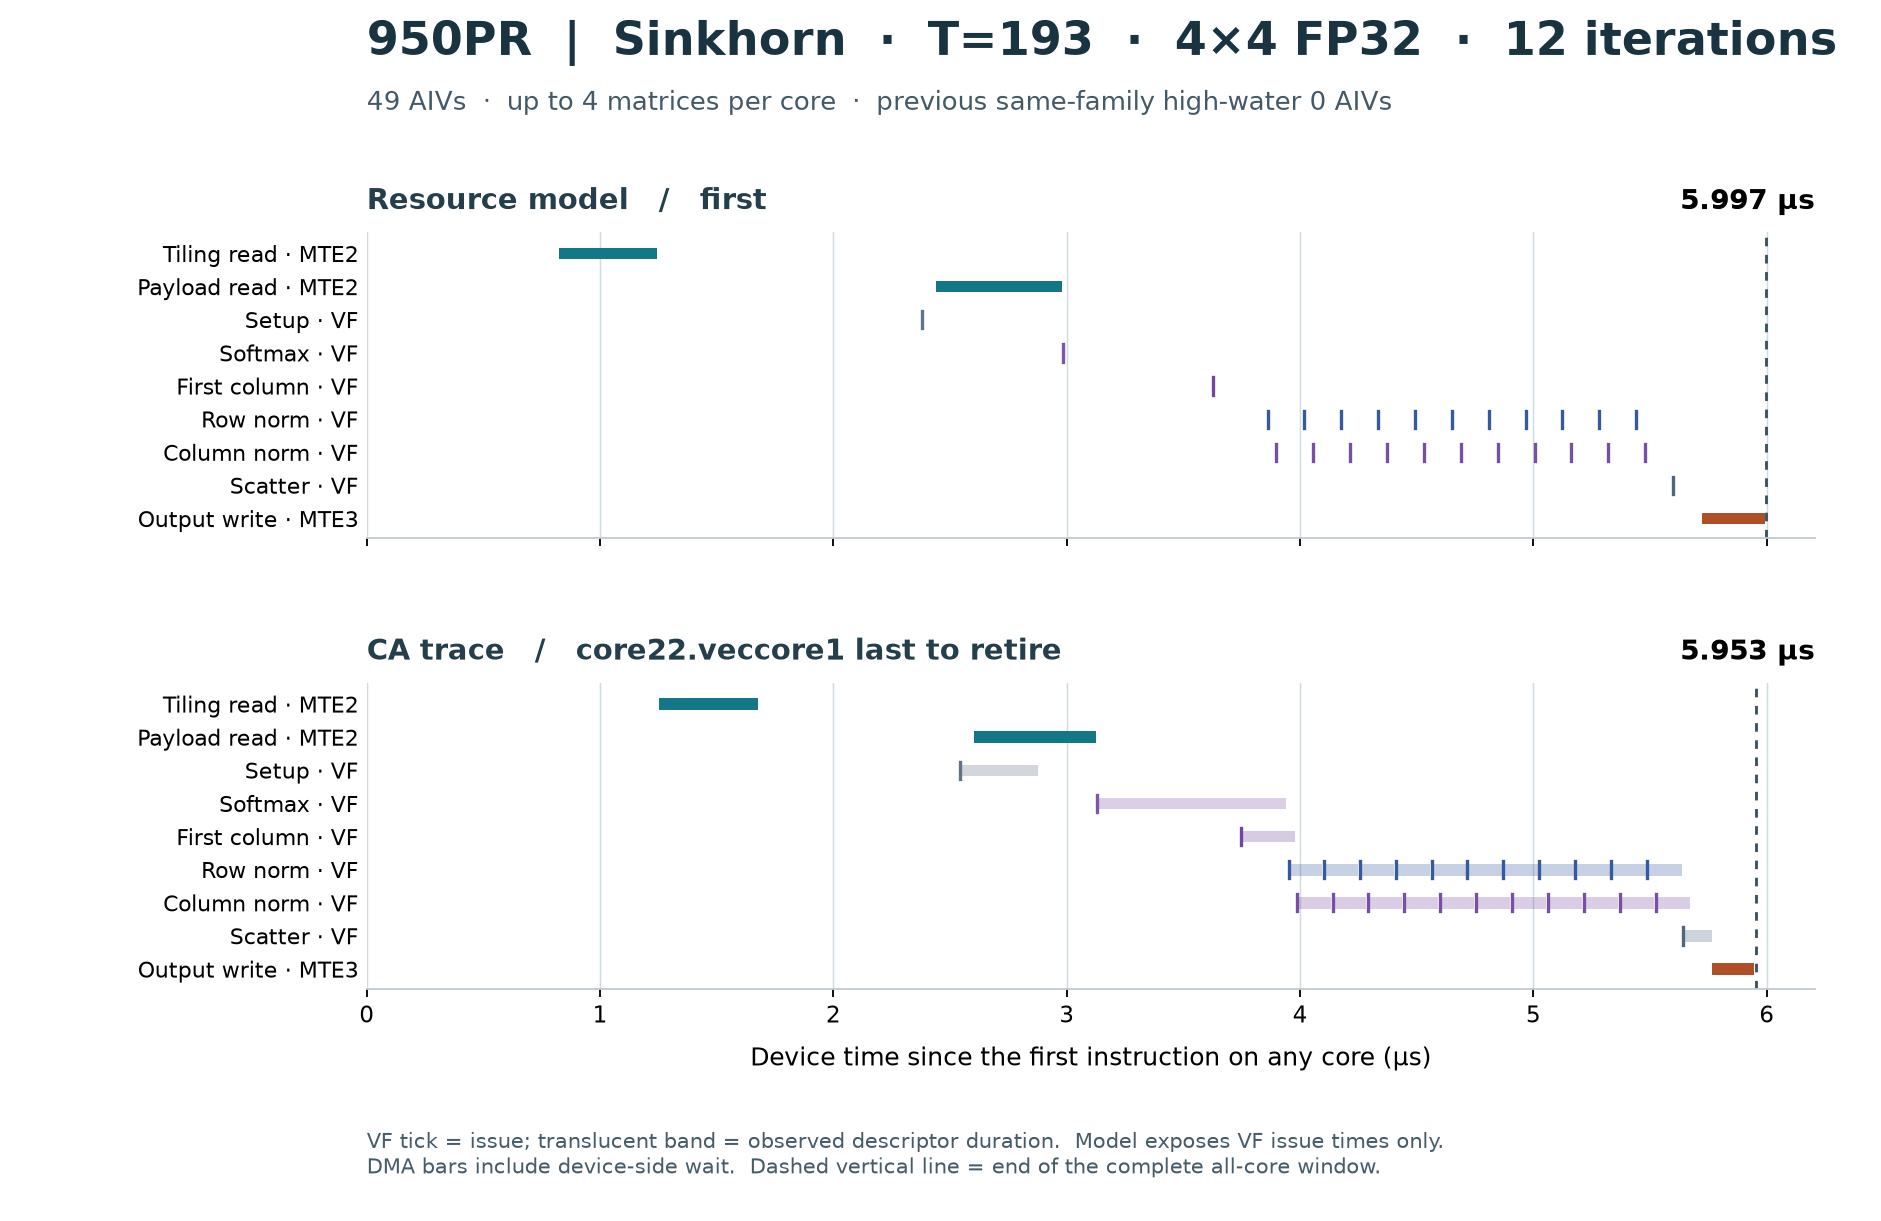 950PR | Sinkhorn · T=193 · 4×4 FP32 · 12 iterations
49 AIVs · up to 4 matrices per core · previous same-family high-water 0 AIVs
Resource model / first
5.997 μs
Tiling read · MTE2
Payload read · MTE2
Setup · VF
Softmax · VF
First column · VF
Row norm · VF
Column norm · VF
Scatter · VF
Output write · MTE3
CA trace / core22.veccore1 last to retire
5.953 μs
Tiling read · MTE2
Payload read · MTE2
Setup · VF
Softmax · VF
First column · VF
Row norm · VF
Column norm · VF
Scatter · VF
Output write · MTE3
0 1 2 3 4 5 6
Device time since the first instruction on any core (μs)
VF tick = issue; translucent band = observed descriptor duration. Model exposes VF issue times only.
DMA bars include device-side wait. Dashed vertical line = end of the complete all-core window.